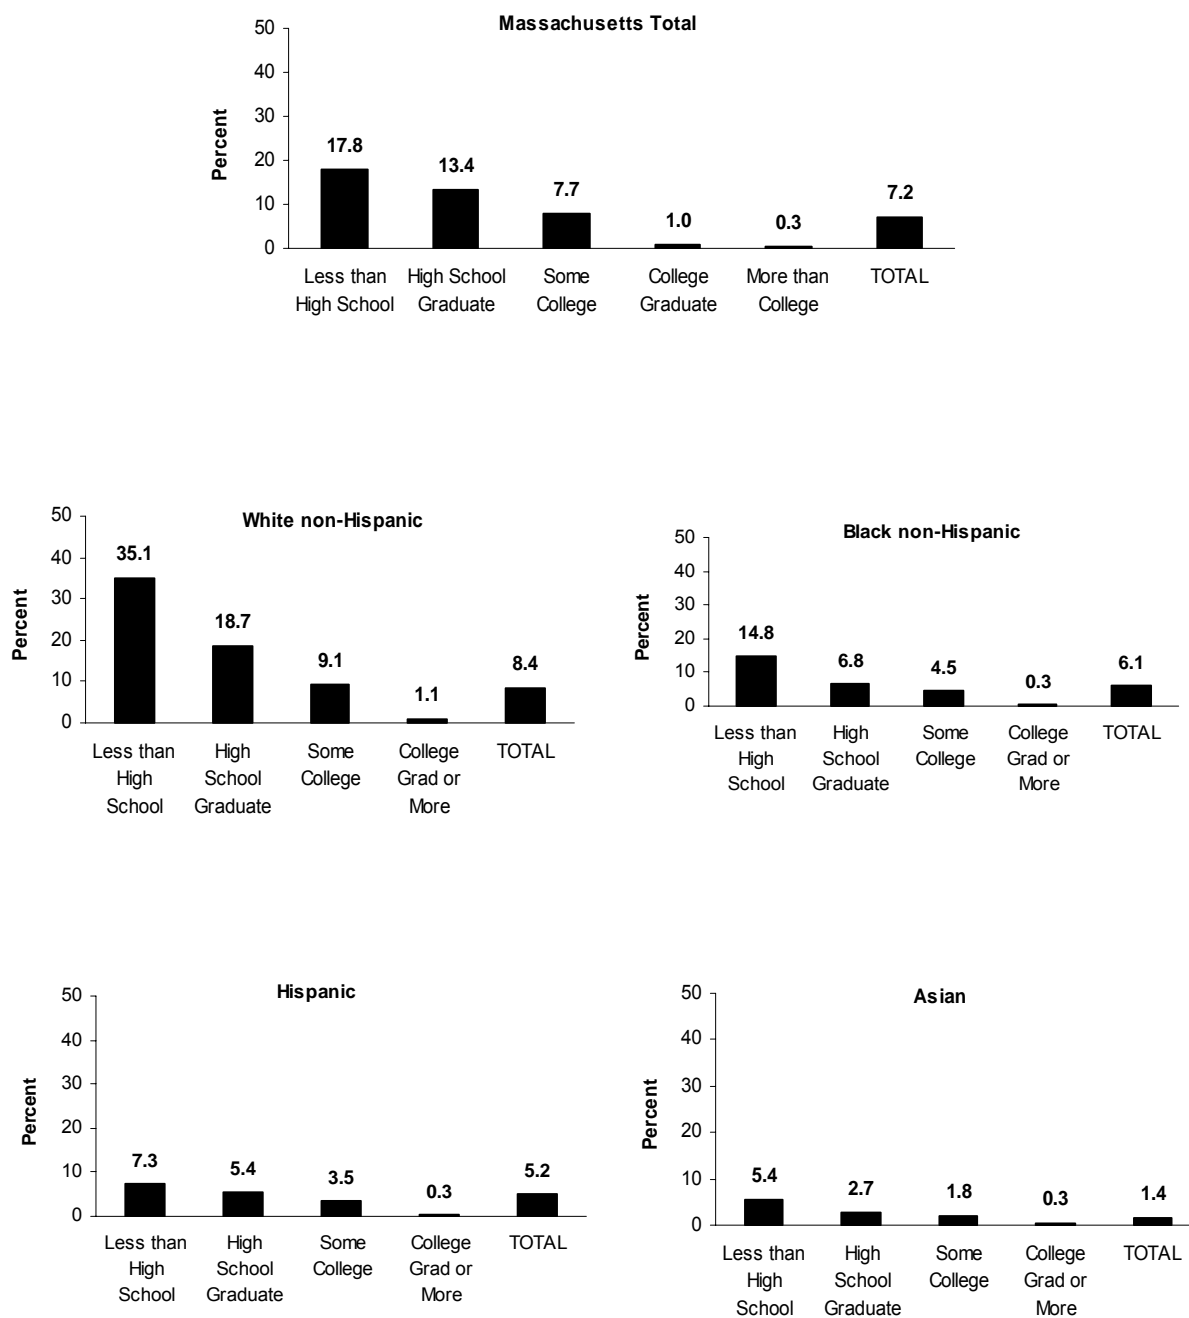 Massachusetts Total
Percent
50
40
30
20
10
0
17.8
13.4
7.7
1.0
0.3
7.2
Less than
High School
High School
Graduate
Some
College
College
Graduate
More than
College
TOTAL
White non-Hispanic
Percent
50
40
30
20
10
0
35.1
18.7
9.1
1.1
8.4
Less than
High
School
High
School
Graduate
Some
College
College
Grad or
More
TOTAL
Black non-Hispanic
Percent
50
40
30
20
10
0
14.8
6.8
4.5
0.3
6.1
Less than
High
School
High
School
Graduate
Some
College
College
Grad or
More
TOTAL
Hispanic
Percent
50
40
30
20
10
0
7.3
5.4
3.5
0.3
5.2
Less than
High
School
High
School
Graduate
Some
College
College
Grad or
More
TOTAL
Asian
Percent
50
40
30
20
10
0
5.4
2.7
1.8
0.3
1.4
Less than
High
School
High
School
Graduate
Some
College
College
Grad or
More
TOTAL